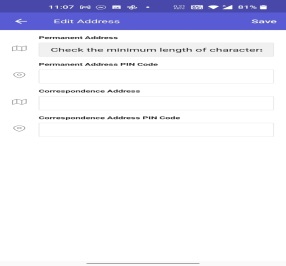 11:07
81%
Edit Address
Save
Permanent Address
Check the minimum length of characters
Permanent Address PIN Code
Correspondence Address
Correspondence Address PIN Code